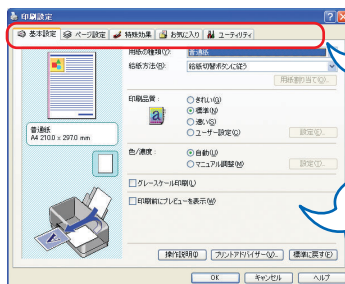 印刷設定
基本設定 ページ設定 特殊効果 お気に入り ユーティリティ
用紙の種類(Y): 普通紙
給紙方法(S): 給紙切替ボタンに従う
用紙割り当て(G)...
印刷品質: きれい(G)
標準(N)
速い(S)
ユーザー設定(C) 設定(E)...
普通紙
A4 210.0 x 297.0 mm
色/濃度: 自動(U)
マニュアル調整(M) 設定(T)...
グレースケール印刷(L)
印刷前にプレビューを表示(W)
操作説明(I) プリントアドバイザー(V)... 標準に戻す(F)
OK キャンセル ヘルプ